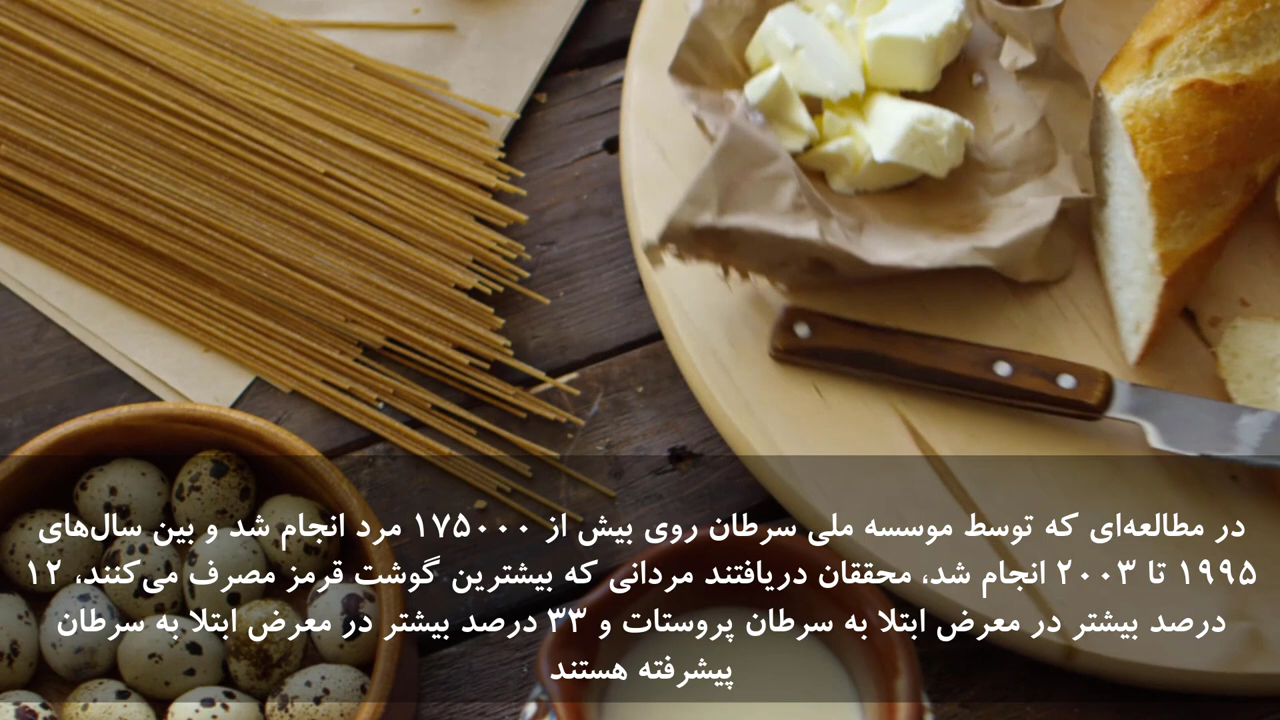 در مطالعه‌ای که توسط موسسه ملی سرطان روی بیش از ۱۷۵۰۰۰ مرد انجام شد و بین سال‌های
۱۹۹۵ تا ۲۰۰۳ انجام شد، محققان دریافتند مردانی که بیشترین گوشت قرمز مصرف می‌کنند، ۱۲
درصد بیشتر در معرض ابتلا به سرطان پروستات و ۳۳ درصد بیشتر در معرض ابتلا به سرطان
پیشرفته هستند